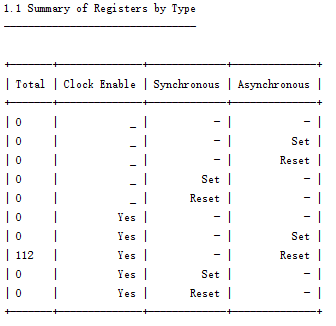 1.1 Summary of Registers by Type
------------------------------

+-------+--------------+-------------+--------------+
| Total | Clock Enable | Synchronous | Asynchronous |
+-------+--------------+-------------+--------------+
| 0     |            _ |           - |            - |
| 0     |            _ |           - |          Set |
| 0     |            _ |           - |        Reset |
| 0     |            _ |         Set |            - |
| 0     |            _ |       Reset |            - |
| 0     |          Yes |           - |            - |
| 0     |          Yes |           - |          Set |
| 112   |          Yes |           - |        Reset |
| 0     |          Yes |         Set |            - |
| 0     |          Yes |       Reset |            - |
+-------+--------------+-------------+--------------+